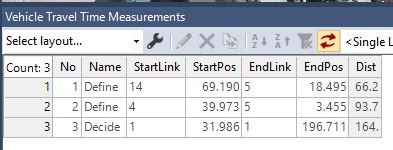 Vehicle Travel Time Measurements
Select layout... <Single L
Count: 3 No Name StartLink StartPos EndLink EndPos Dist
1 1 Define 14 69.190 5 18.495 66.2
2 2 Define 4 39.973 5 3.455 93.7
3 3 Decide 1 31.986 1 196.711 164.